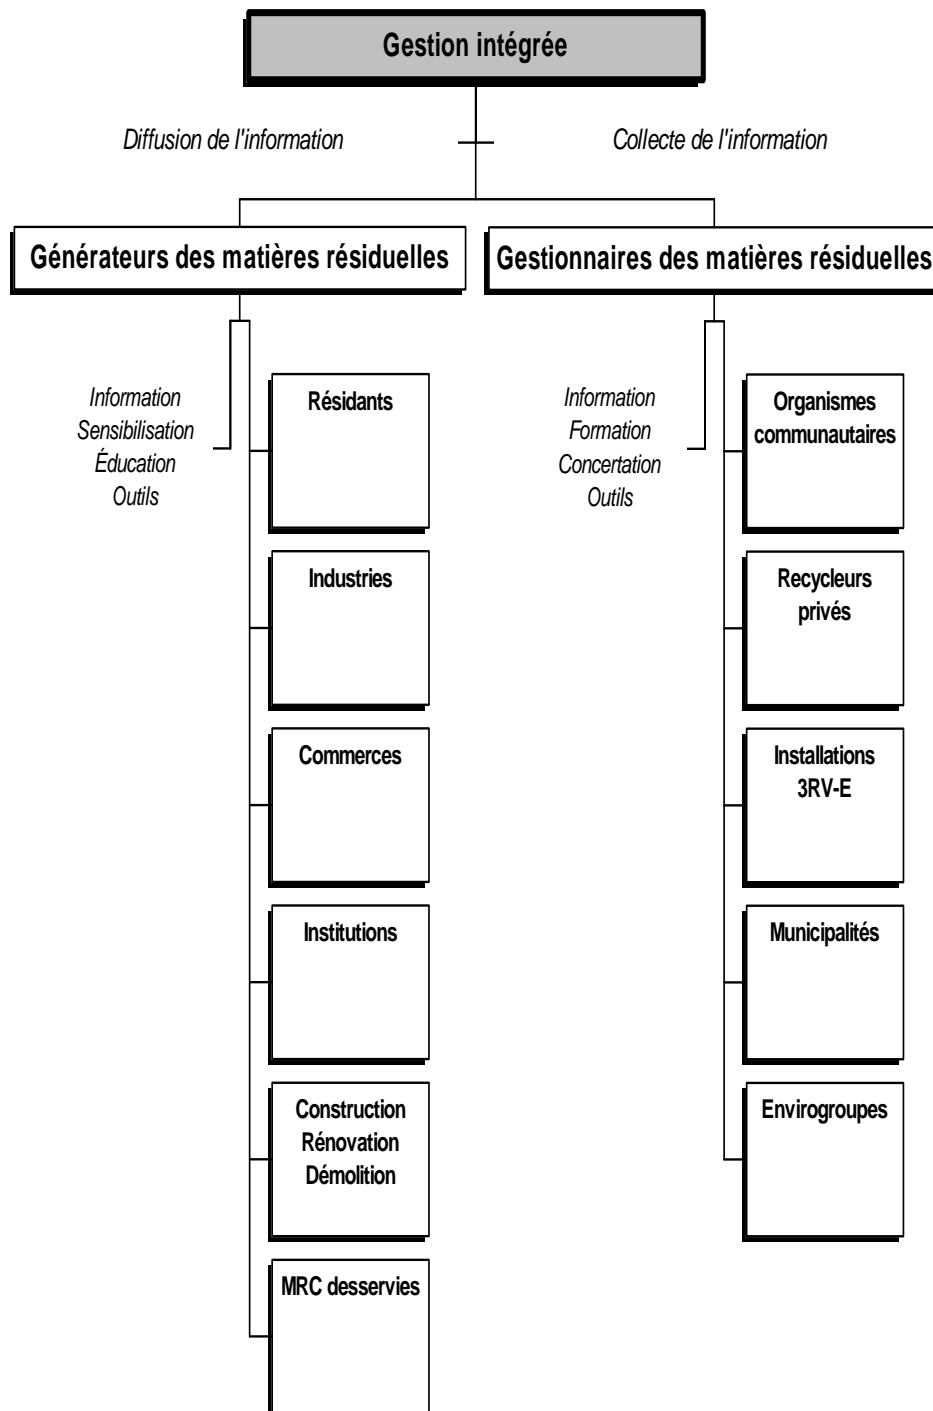 Gestion intégrée
Diffusion de l'information
Collecte de l'information
Générateurs des matières résiduelles
Gestionnaires des matières résiduelles
Information
Sensibilisation
Éducation
Outils
Résidants
Industries
Commerces
Institutions
Construction
Rénovation
Démolition
MRC desservies
Information
Formation
Concertation
Outils
Organismes
communautaires
Recycleurs
privés
Installations
3RV-E
Municipalités
Envirogroupes